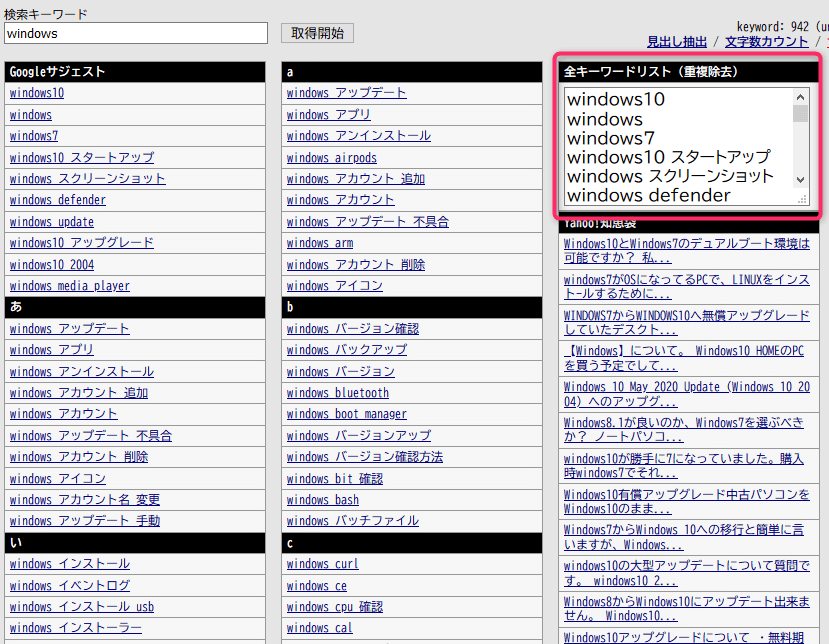 検索キーワード
windows
取得開始
keyword: 942 (un
見出し抽出 / 文字数カウント /
Googleサジェスト
windows10
windows
windows7
windows10 スタートアップ
windows スクリーンショット
windows defender
windows update
windows10 アップグレード
windows10 2004
windows media player
あ
windows アップデート
windows アプリ
windows アンインストール
windows アカウント 追加
windows アカウント
windows アップデート 不具合
windows アカウント 削除
windows アイコン
windows アカウント名 変更
windows アップデート 手動
い
windows インストール
windows イベントログ
windows インストール usb
windows インストーラー
a
windows アップデート
windows アプリ
windows アンインストール
windows airpods
windows アカウント 追加
windows アカウント
windows アップデート 不具合
windows arm
windows アカウント 削除
windows アイコン
b
windows バージョン確認
windows バックアップ
windows バージョン
windows bluetooth
windows boot manager
windows バージョンアップ
windows バージョン確認方法
windows bit 確認
windows bash
windows バッチファイル
c
windows curl
windows ce
windows cpu 確認
windows cal
全キーワードリスト（重複除去）
windows10
windows
windows7
windows10 スタートアップ
windows スクリーンショット
windows defender
Yahoo!知恵袋
Windows10とWindows7のデュアルブート環境は
可能ですか？ 私...
windows7がOSになってるPCで、LINUXをインス
トールするために...
WINDOWS7からWINDOWS10へ無償アップグレード
していたデスクト...
【Windows】について。 Windows10 HOMEのPC
を買う予定でして...
Windows 10 May 2020 Update (Windows 10 20
04) へのアップグ...
Windows8.1が良いのか、Windows7を選ぶべき
か？ ノートパソコ...
windows10が勝手に7になっていました。購入
時windows7でそれ...
Windows10有償アップグレード中古パソコンを
Windows10のまま...
Windows7からWindows 10への移行と簡単に言
いますが、Windows...
windows10の大型アップデートについて質問で
す。 windows10 2...
Windows8からWindows10にアップデート出来ま
せん。 Windows10...
Windows10アップグレードについて ・無料期